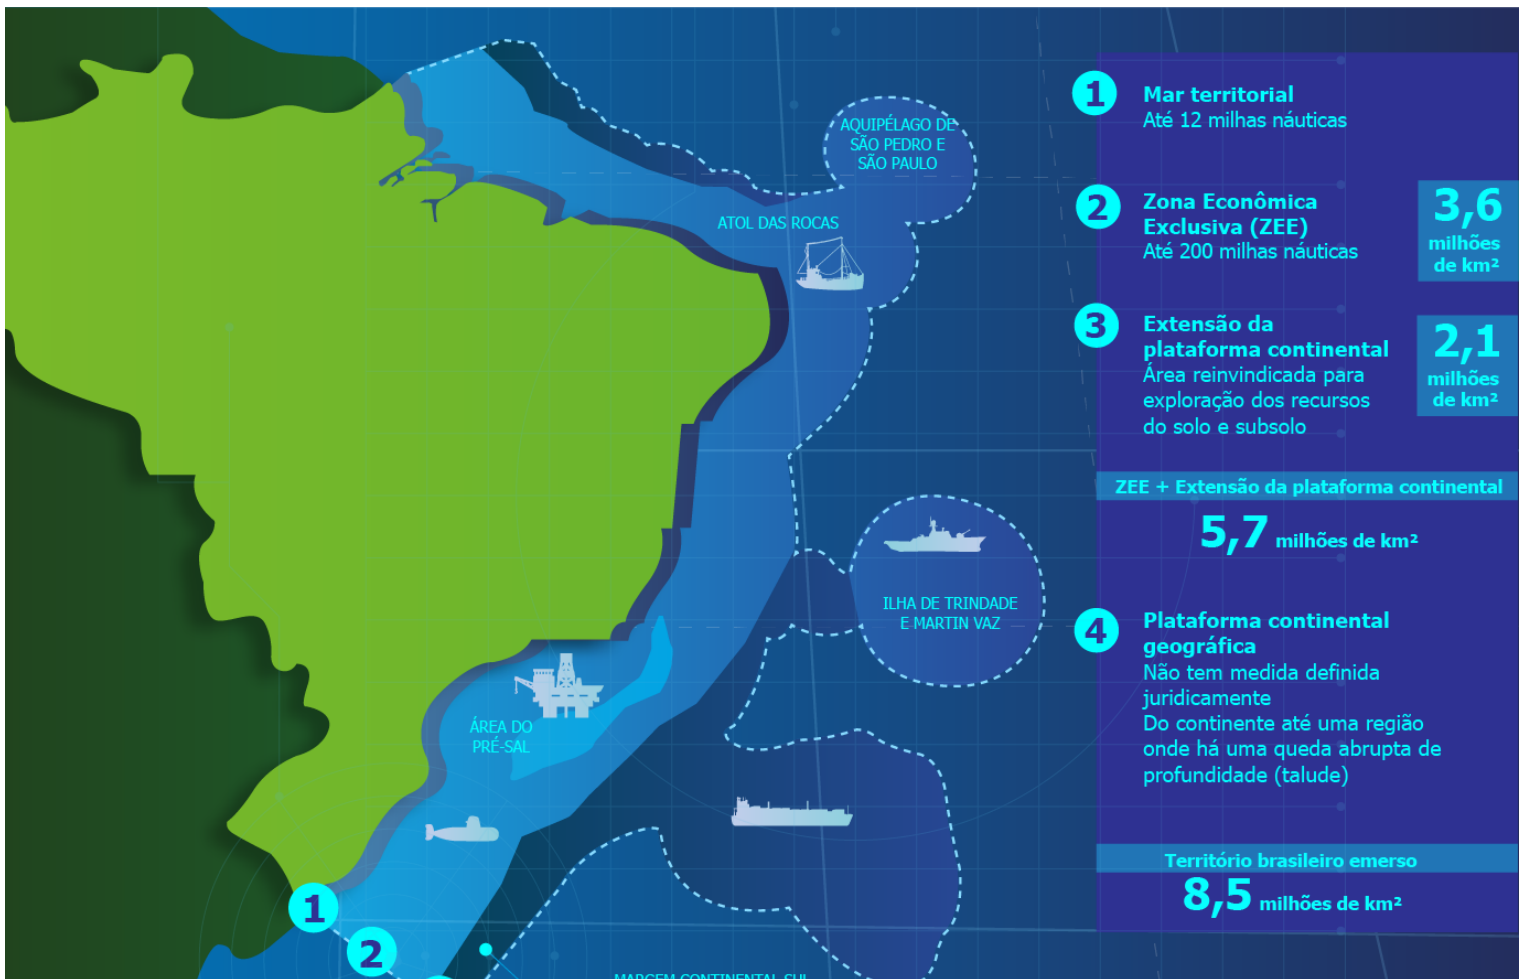 AQUIPÉLAGO DE
SÃO PEDRO E
SÃO PAULO
ATOL DAS ROCAS
ILHA DE TRINDADE
E MARTIN VAZ
ÁREA DO
PRÉ-SAL
1
2
MARGEM CONTINENTAL SUL
1
Mar territorial
Até 12 milhas náuticas
2
Zona Econômica
Exclusiva (ZEE)
Até 200 milhas náuticas
3,6
milhões
de km²
3
Extensão da
plataforma continental
Área reinvindicada para
exploração dos recursos
do solo e subsolo
2,1
milhões
de km²
ZEE + Extensão da plataforma continental
5,7 milhões de km²
4
Plataforma continental
geográfica
Não tem medida definida
juridicamente
Do continente até uma região
onde há uma queda abrupta de
profundidade (talude)
Território brasileiro emerso
8,5 milhões de km²